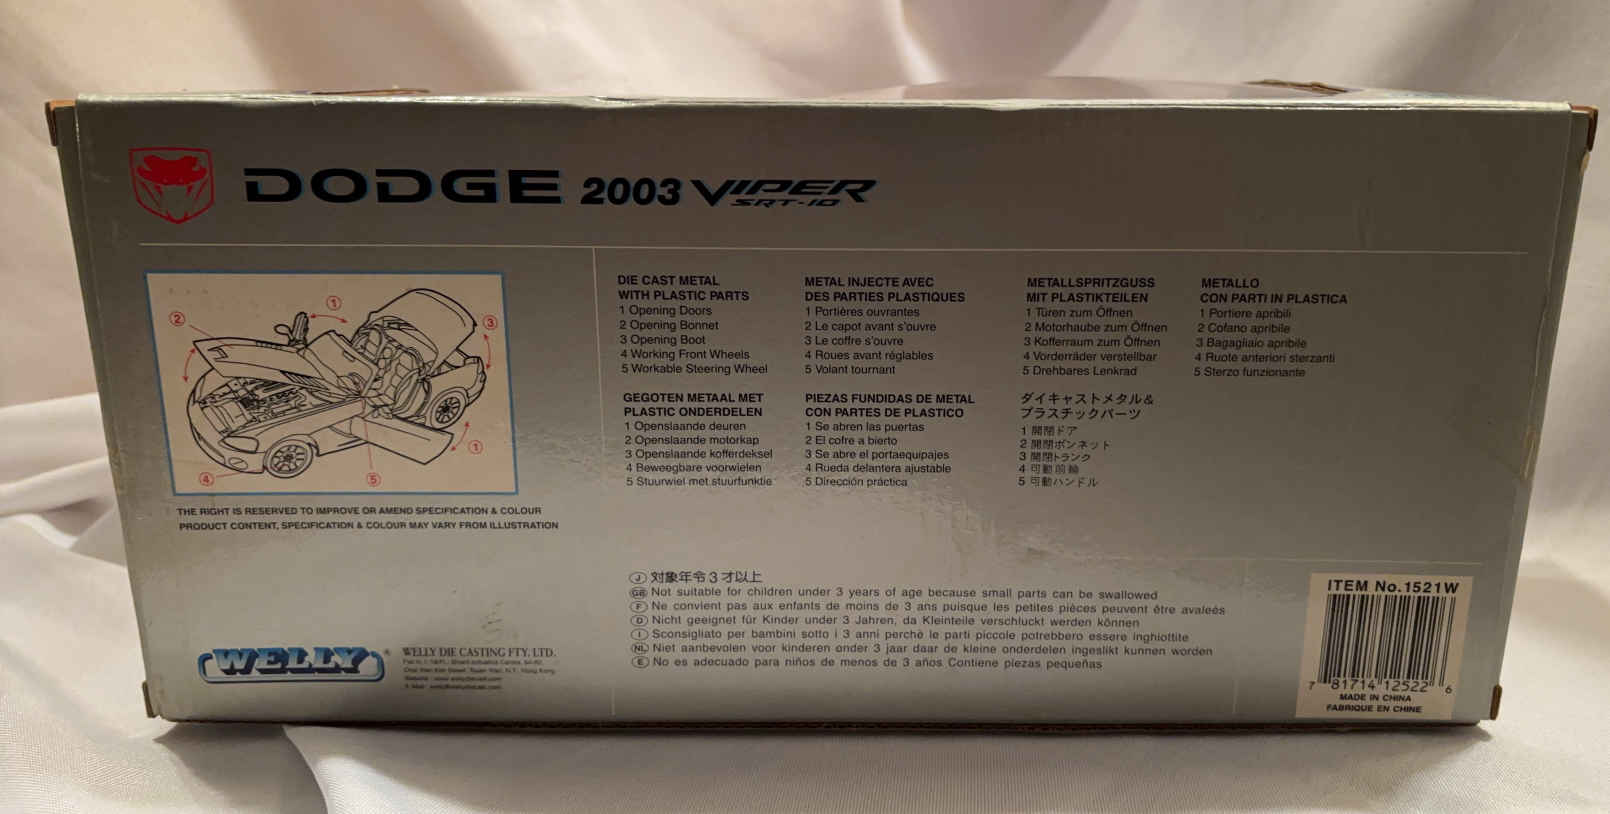 DODGE 2003 VIPER SRT-10
1
2
3
1
4
5
THE RIGHT IS RESERVED TO IMPROVE OR AMEND SPECIFICATION & COLOUR
PRODUCT CONTENT, SPECIFICATION & COLOUR MAY VARY FROM ILLUSTRATION
DIE CAST METAL
WITH PLASTIC PARTS
1 Opening Doors
2 Opening Bonnet
3 Opening Boot
4 Working Front Wheels
5 Workable Steering Wheel
METAL INJECTE AVEC
DES PARTIES PLASTIQUES
1 Portières ouvrantes
2 Le capot avant s'ouvre
3 Le coffre s'ouvre
4 Roues avant réglables
5 Volant tournant
METALLSPRITZGUSS
MIT PLASTIKTEILEN
1 Türen zum Öffnen
2 Motorhaube zum Öffnen
3 Kofferraum zum Öffnen
4 Vorderräder verstellbar
5 Drehbares Lenkrad
METALLO
CON PARTI IN PLASTICA
1 Portiere apribili
2 Cofano apribile
3 Bagagliaio apribile
4 Ruote anteriori sterzanti
5 Sterzo funzionante
GEGOTEN METAAL MET
PLASTIC ONDERDELEN
1 Openslaande deuren
2 Openslaande motorkap
3 Openslaande kofferdeksel
4 Beweegbare voorwielen
5 Stuurwiel met stuurfunktie
PIEZAS FUNDIDAS DE METAL
CON PARTES DE PLASTICO
1 Se abren las puertas
2 El cofre a bierto
3 Se abre el portaequipajes
4 Rueda delantera ajustable
5 Dirección práctica
ダイキャストメタル&
プラスチックパーツ
1 開閉ドア
2 開閉ボンネット
3 開閉トランク
4 可動前輪
5 可動ハンドル
J 対象年令3才以上
GB Not suitable for children under 3 years of age because small parts can be swallowed
F Ne convient pas aux enfants de moins de 3 ans puisque les petites pièces peuvent être avaleés
D Nicht geeignet für Kinder under 3 Jahren, da Kleinteile verschluckt werden können
I Sconsigliato per bambini sotto i 3 anni perchè le parti piccole potrebbero essere inghiottite
NL Niet aanbevolen voor kinderen onder 3 jaar daar de kleine onderdelen ingeslikt kunnen worden
E No es adecuado para niños de menos de 3 años Contiene piezas pequeñas
WELLY ®
WELLY DIE CASTING FTY. LTD.
ITEM No.1521W
7 81714 12522 6
MADE IN CHINA
FABRIQUE EN CHINE